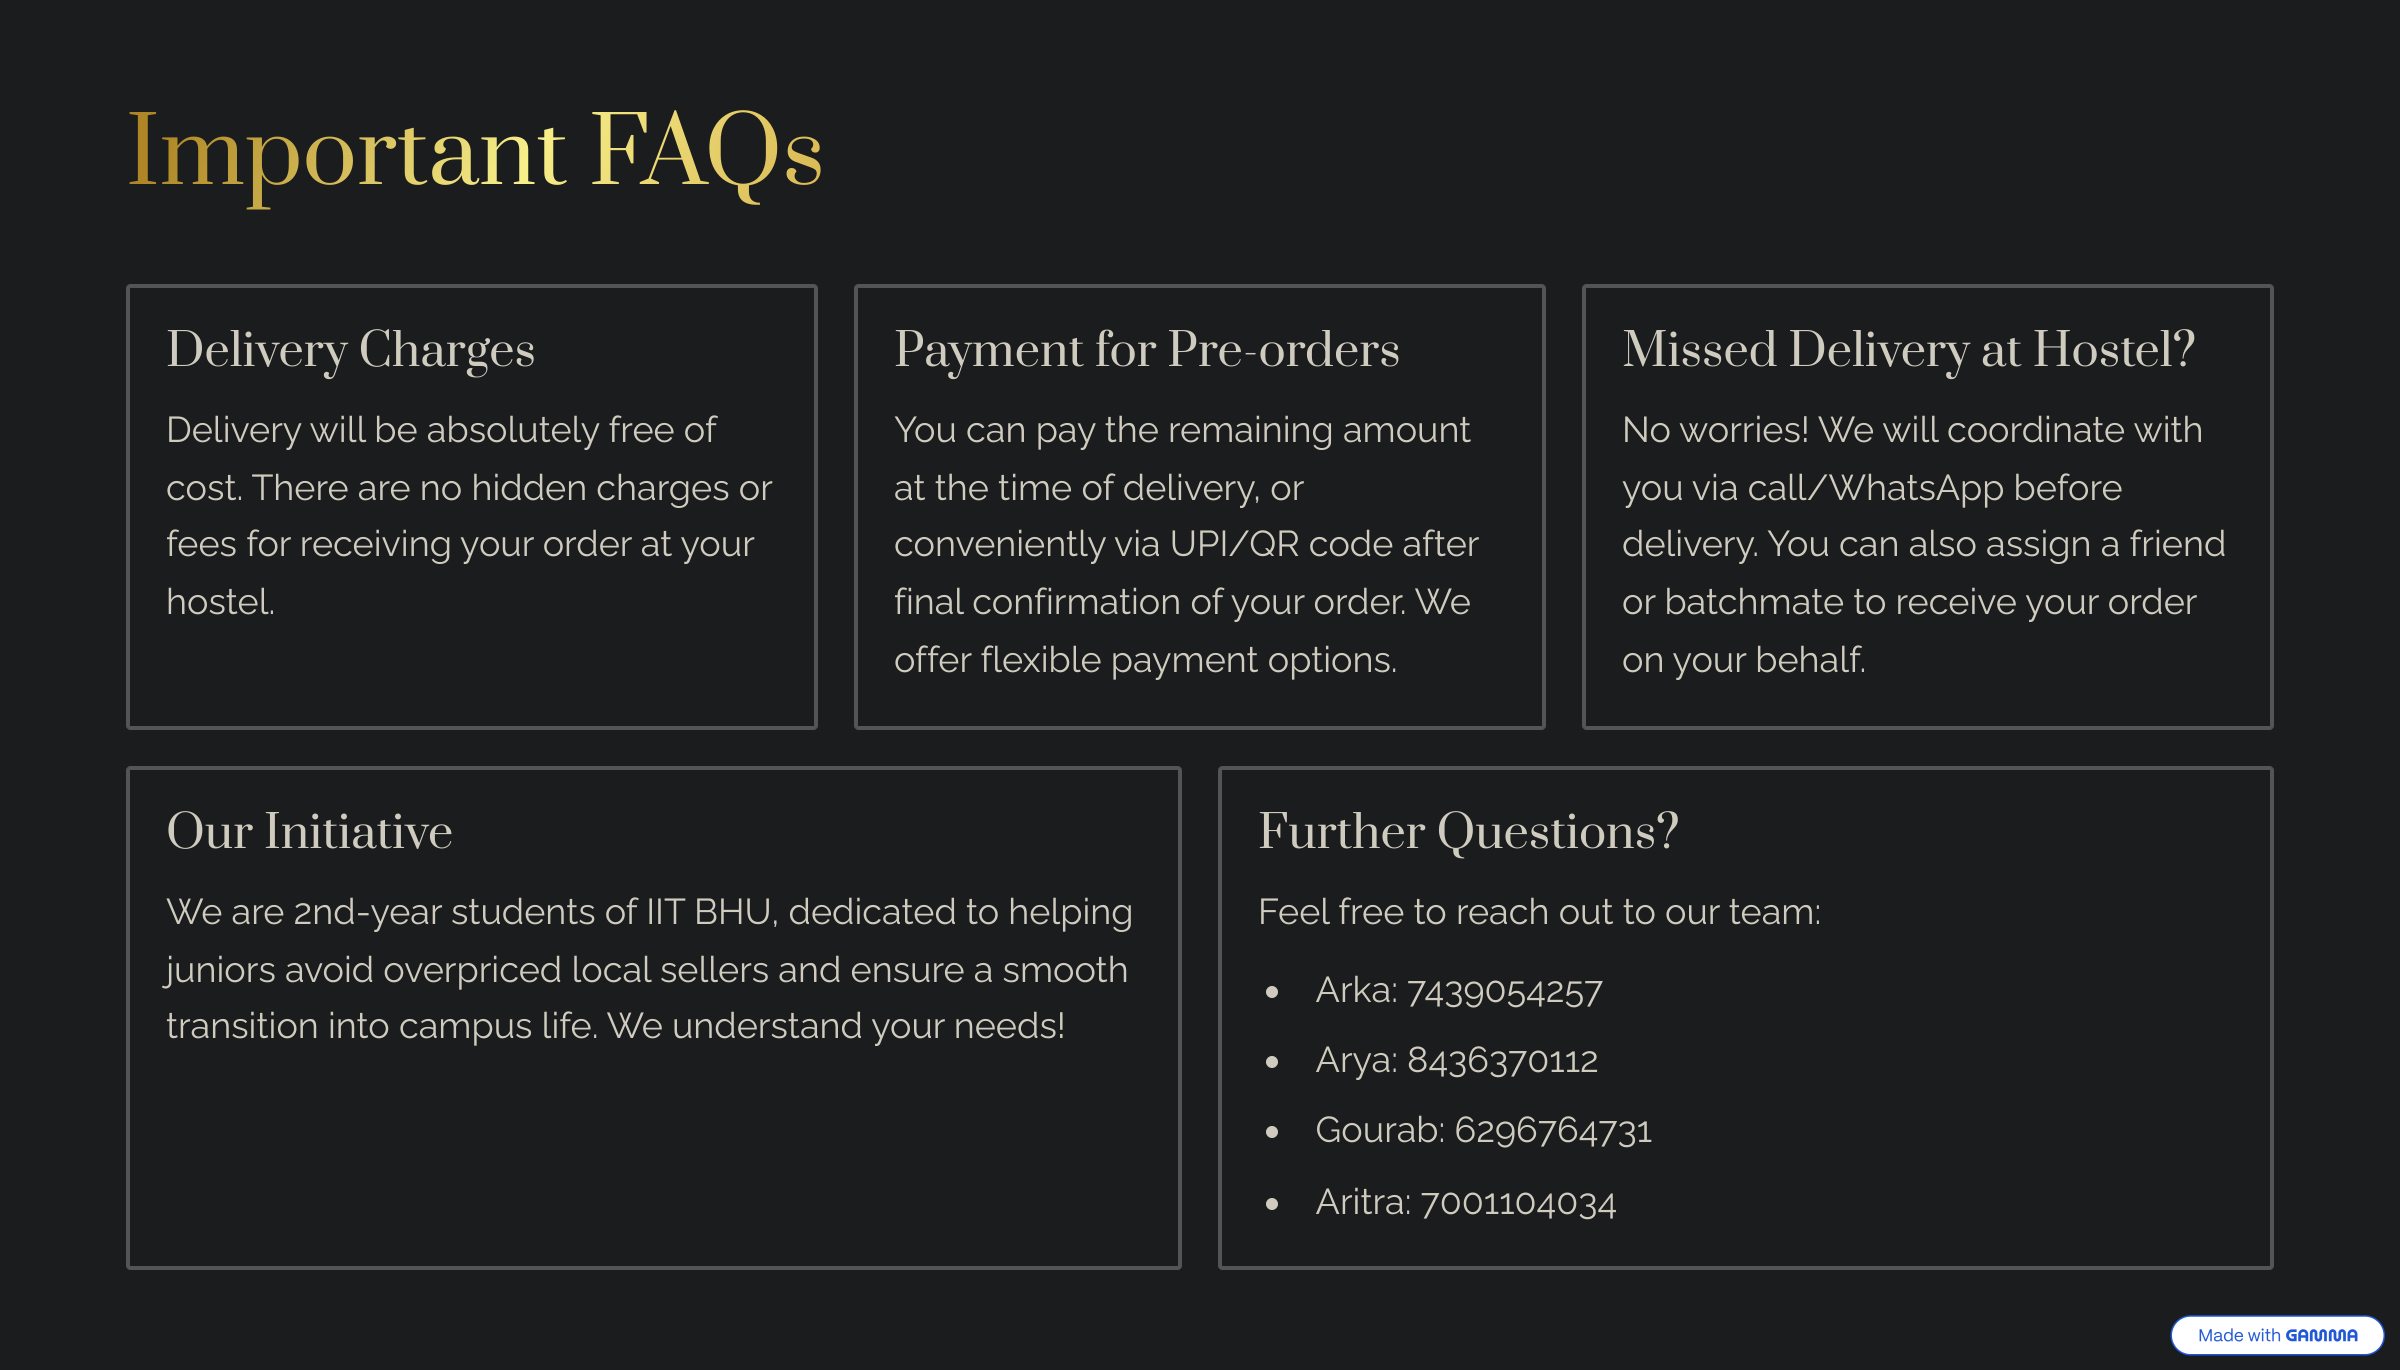 Important FAQs
Delivery Charges
Delivery will be absolutely free of
cost. There are no hidden charges or
fees for receiving your order at your
hostel.
Payment for Pre-orders
You can pay the remaining amount
at the time of delivery, or
conveniently via UPI/QR code after
final confirmation of your order. We
offer flexible payment options.
Missed Delivery at Hostel?
No worries! We will coordinate with
you via call/WhatsApp before
delivery. You can also assign a friend
or batchmate to receive your order
on your behalf.
Our Initiative
We are 2nd-year students of IIT BHU, dedicated to helping
juniors avoid overpriced local sellers and ensure a smooth
transition into campus life. We understand your needs!
Further Questions?
Feel free to reach out to our team:
• Arka: 7439054257
• Arya: 8436370112
• Gourab: 6296764731
• Aritra: 7001104034
Made with GAMMA